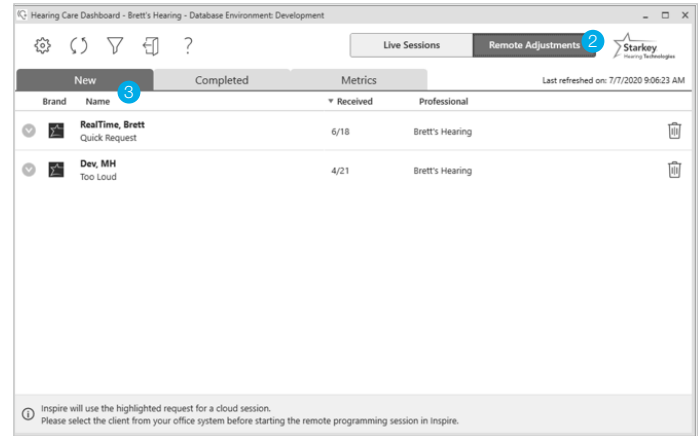 Hearing Care Dashboard - Brett's Hearing - Database Environment: Development
?
Live Sessions
Remote Adjustments
2
Starkey
Hearing Technologies
New
3
Completed
Metrics
Last refreshed on: 7/7/2020 9:06:23 AM
Brand Name Received Professional
RealTime, Brett
Quick Request
6/18 Brett's Hearing
Dev, MH
Too Loud
4/21 Brett's Hearing
Inspire will use the highlighted request for a cloud session.
Please select the client from your office system before starting the remote programming session in Inspire.